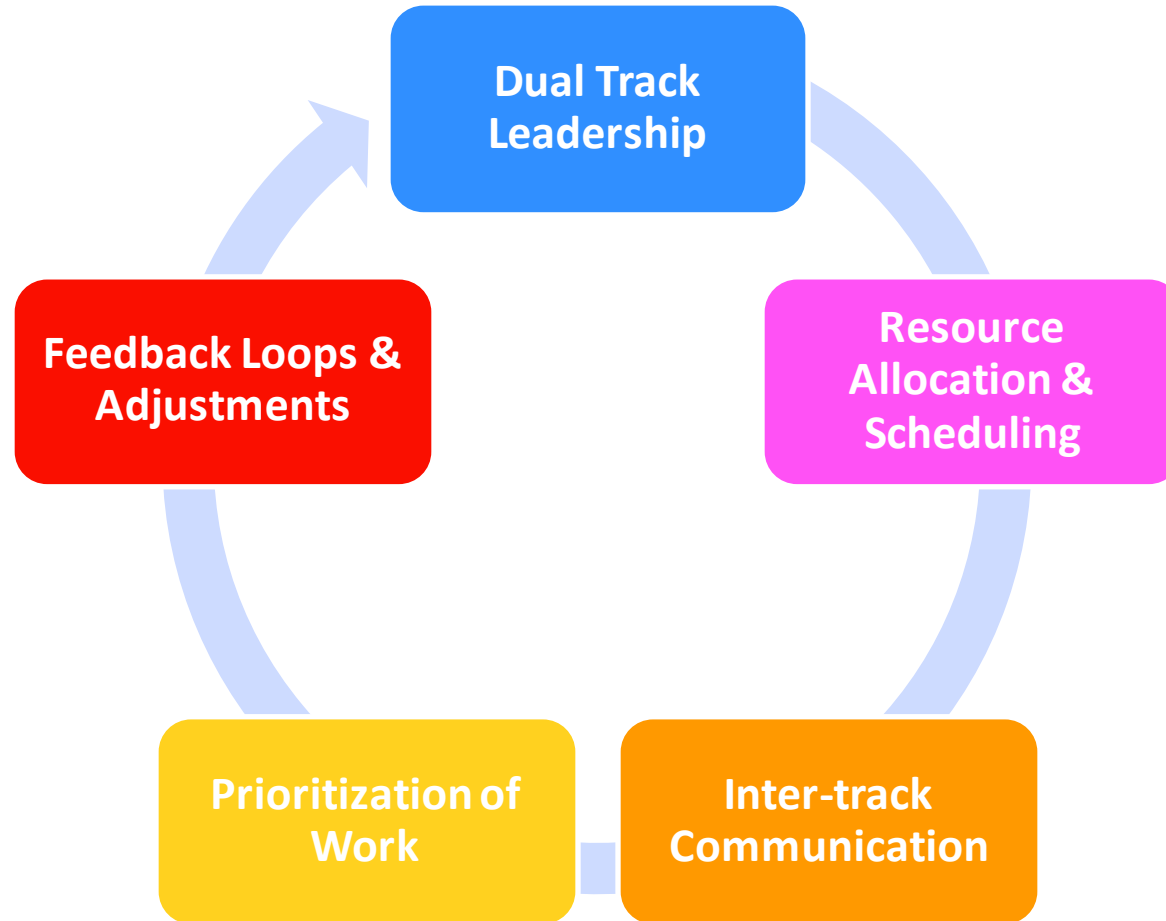 Dual Track
Leadership
Resource
Allocation &
Scheduling
Inter-track
Communication
Prioritization of
Work
Feedback Loops &
Adjustments